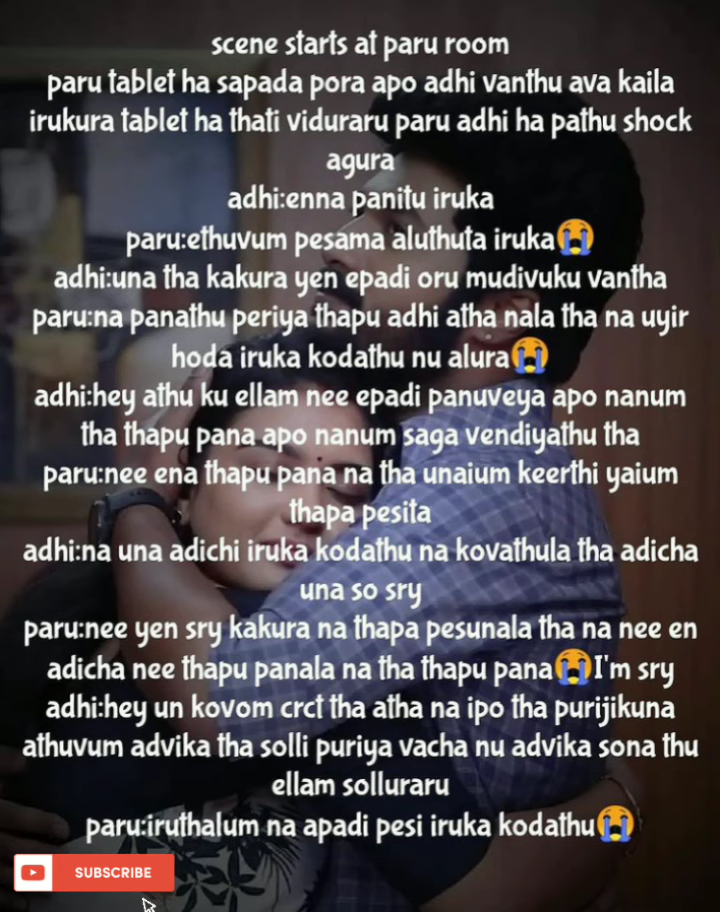 scene starts at paru room
paru tablet ha sapada pora apo adhi vanthu ava kaila
irukura tablet ha thati viduraru paru adhi ha pathu shock
agura
adhi:enna panitu iruka
paru:ethuvum pesama aluthuta iruka😭
adhi:una tha kakura yen epadi oru mudivuku vantha
paru:na panathu periya thapu adhi atha nala tha na uyir
hoda iruka kodathu nu alura😭
adhi:hey athu ku ellam nee epadi panuveya apo nanum
tha thapu pana apo nanum saga vendiyathu tha
paru:nee ena thapu pana na tha unaium keerthi yaium
thapa pesita
adhi:na una adichi iruka kodathu na kovathula tha adicha
una so sry
paru:nee yen sry kakura na thapa pesunala tha na nee en
adicha nee thapu panala na tha thapu pana😭I'm sry
adhi:hey un kovom crct tha atha na ipo tha purijikuna
athuvum advika tha solli puriya vacha nu advika sona thu
ellam solluraru
paru:iruthalum na apadi pesi iruka kodathu😭
SUBSCRIBE